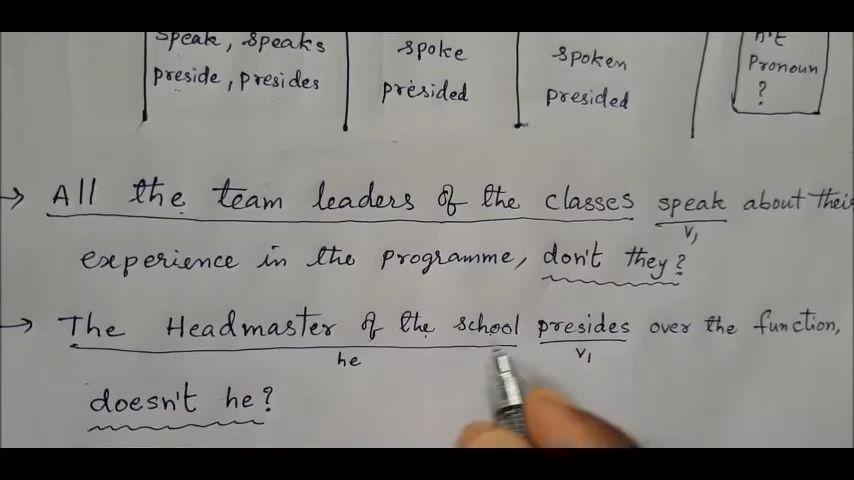 speak, speaks spoke spoken n't
preside, presides presided presided Pronoun
?
→ All the team leaders of the classes speak about their
V1
experience in the programme, don't they?
→ The Headmaster of the school presides over the function,
he V1
doesn't he?